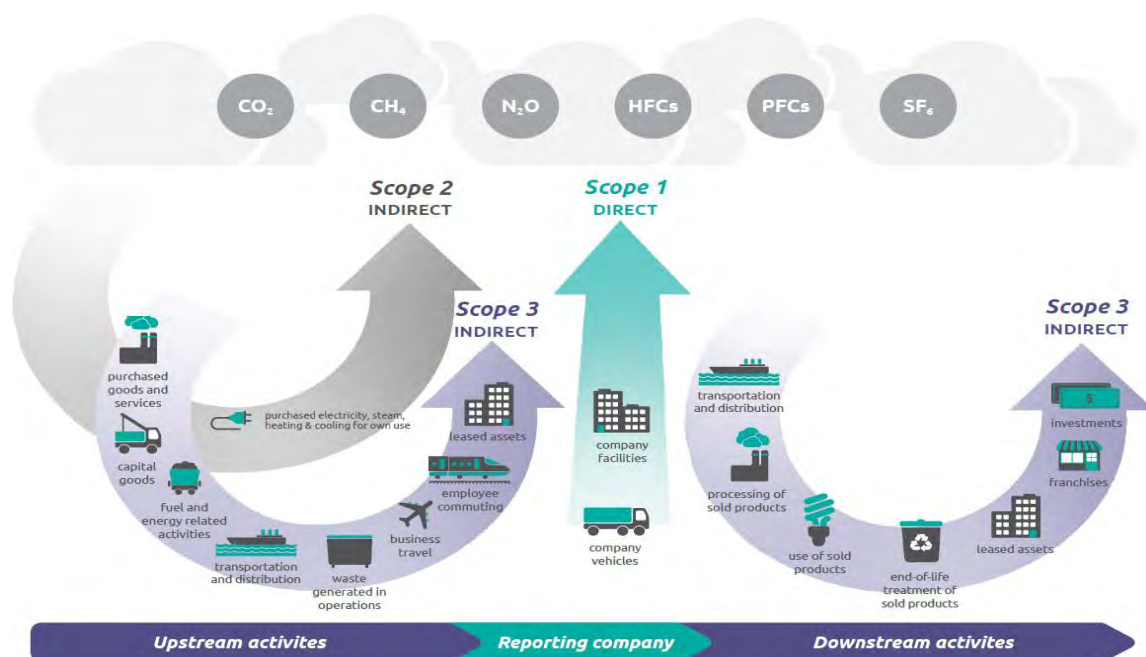 CO₂
CH₄
N₂O
HFCs
PFCs
SF₆
Scope 2
INDIRECT
Scope 1
DIRECT
Scope 3
INDIRECT
Scope 3
INDIRECT
purchased
goods and
services
capital
goods
fuel and
energy related
activities
transportation
and distribution
waste
generated in
operations
business
travel
employee
commuting
leased assets
purchased electricity, steam,
heating & cooling for own use
company
facilities
company
vehicles
transportation
and distribution
processing of
sold products
use of sold
products
end-of-life
treatment of
sold products
leased assets
franchises
$
investments
Upstream activites
Reporting company
Downstream activites